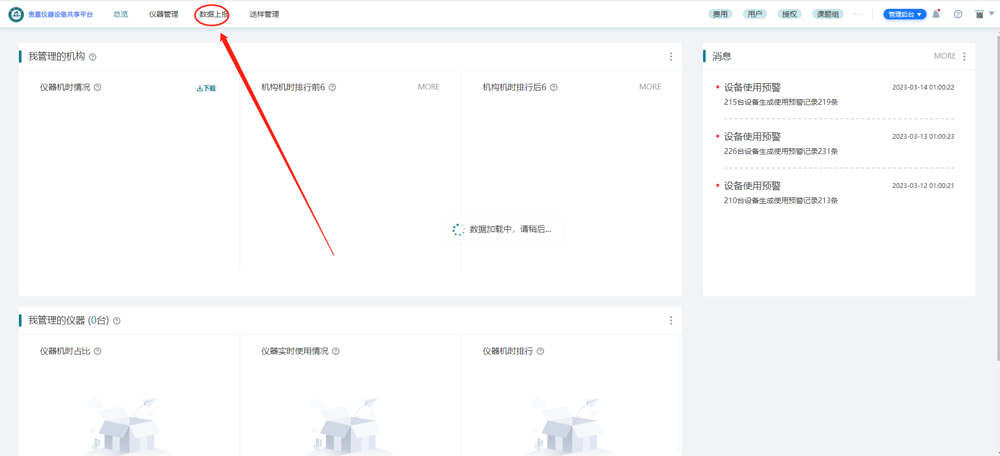 贵重仪器设备共享平台 总览 仪器管理 数据上报 送样管理 费用 用户 授权 课题组 管理后台
我管理的机构
消息 MORE
仪器机时情况 下载 机构机时排行前6 MORE 机构机时排行后6 MORE
设备使用预警 2023-03-14 01:00:22
215台设备生成使用预警记录219条
设备使用预警 2023-03-13 01:00:23
226台设备生成使用预警记录231条
设备使用预警 2023-03-12 01:00:21
210台设备生成使用预警记录213条
数据加载中，请稍后...
我管理的仪器 (0台)
仪器机时占比 仪器实时使用情况 仪器机时排行